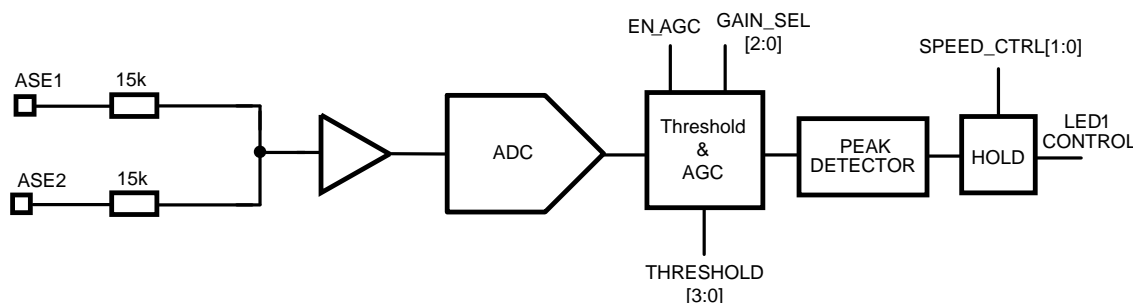 EN_AGC
GAIN_SEL
[2:0]
SPEED_CTRL[1:0]
ASE1
15k
ADC
Threshold
&
AGC
PEAK
DETECTOR
HOLD
LED1
CONTROL
ASE2
15k
THRESHOLD
[3:0]